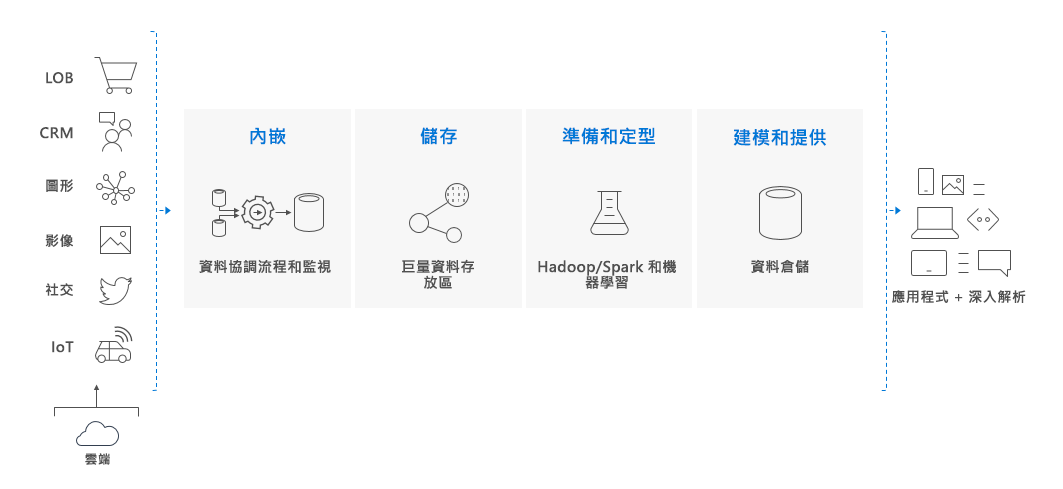 LOB
CRM
圖形
影像
社交
IoT
雲端
內嵌
資料協調流程和監視
儲存
巨量資料存
放區
準備和定型
Hadoop/Spark 和機
器學習
建模和提供
資料倉儲
應用程式 + 深入解析